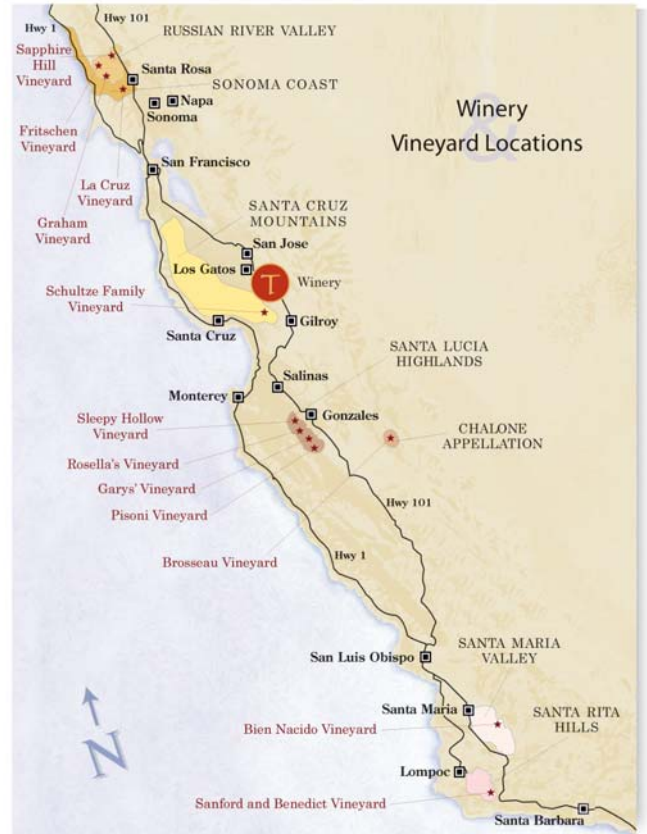 Hwy 1
Hwy 101
RUSSIAN RIVER VALLEY
Sapphire
Hill
Vineyard
Santa Rosa
SONOMA COAST
Napa
Sonoma
Winery
&
Vineyard Locations
Fritschen
Vineyard
San Francisco
La Cruz
Vineyard
Graham
Vineyard
SANTA CRUZ
MOUNTAINS
San Jose
Los Gatos
T
Winery
Schultze Family
Vineyard
Santa Cruz
Gilroy
SANTA LUCIA
HIGHLANDS
Salinas
Monterey
Gonzales
Sleepy Hollow
Vineyard
CHALONE
APPELLATION
Rosella's Vineyard
Garys' Vineyard
Pisoni Vineyard
Hwy 101
Brosseau Vineyard
Hwy 1
SANTA MARIA
VALLEY
San Luis Obispo
Santa Maria
SANTA RITA
HILLS
Bien Nacido Vineyard
N
Lompoc
Sanford and Benedict Vineyard
Santa Barbara